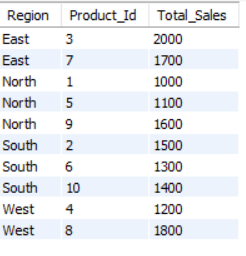 Region Product_Id Total_Sales
East 3 2000
East 7 1700
North 1 1000
North 5 1100
North 9 1600
South 2 1500
South 6 1300
South 10 1400
West 4 1200
West 8 1800